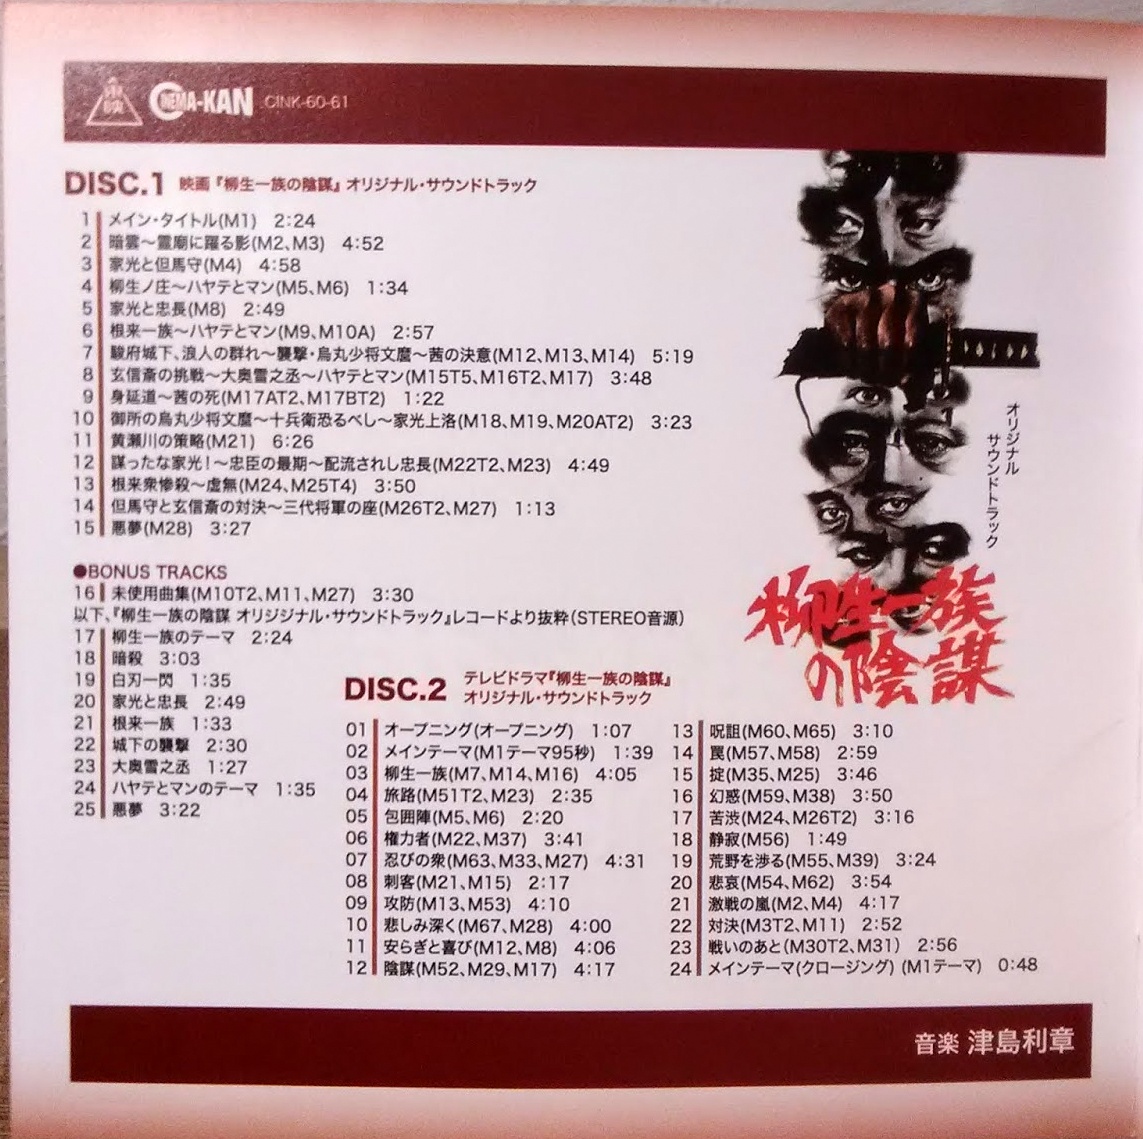 東映 CINEMA-KAN CINK-60-61
DISC.1 映画『柳生一族の陰謀』オリジナル・サウンドトラック
1 メイン・タイトル(M1) 2:24
2 暗雲～霊廟に躍る影(M2、M3) 4:52
3 家光と但馬守(M4) 4:58
4 柳生ノ庄～ハヤテとマン(M5、M6) 1:34
5 家光と忠長(M8) 2:49
6 根来一族～ハヤテとマン(M9、M10A) 2:57
7 駿府城下、浪人の群れ～襲撃・烏丸少将文麿～茜の決意(M12、M13、M14) 5:19
8 玄信斎の挑戦～大奥雪之丞～ハヤテとマン(M15T5、M16T2、M17) 3:48
9 身延道～茜の死(M17AT2、M17BT2) 1:22
10 御所の烏丸少将文麿～十兵衛恐るべし～家光上洛(M18、M19、M20AT2) 3:23
11 黄瀬川の策略(M21) 6:26
12 謀ったな家光！～忠臣の最期～配流されし忠長(M22T2、M23) 4:49
13 根来衆惨殺～虚無(M24、M25T4) 3:50
14 但馬守と玄信斎の対決～三代将軍の座(M26T2、M27) 1:13
15 悪夢(M28) 3:27
●BONUS TRACKS
16 未使用曲集(M10T2、M11、M27) 3:30
以下、『柳生一族の陰謀 オリジジナル・サウンドトラック』レコードより抜粋(STEREO音源)
17 柳生一族のテーマ 2:24
18 暗殺 3:03
19 白刃一閃 1:35
20 家光と忠長 2:49
21 根来一族 1:33
22 城下の襲撃 2:30
23 大奥雪之丞 1:27
24 ハヤテとマンのテーマ 1:35
25 悪夢 3:22
DISC.2 テレビドラマ『柳生一族の陰謀』
オリジナル・サウンドトラック
01 オープニング(オープニング) 1:07
02 メインテーマ(M1テーマ95秒) 1:39
03 柳生一族(M7、M14、M16) 4:05
04 旅路(M51T2、M23) 2:35
05 包囲陣(M5、M6) 2:20
06 権力者(M22、M37) 3:41
07 忍びの衆(M63、M33、M27) 4:31
08 刺客(M21、M15) 2:17
09 攻防(M13、M53) 4:10
10 悲しみ深く(M67、M28) 4:00
11 安らぎと喜び(M12、M8) 4:06
12 陰謀(M52、M29、M17) 4:17
13 呪詛(M60、M65) 3:10
14 罠(M57、M58) 2:59
15 掟(M35、M25) 3:46
16 幻惑(M59、M38) 3:50
17 苦渋(M24、M26T2) 3:16
18 静寂(M56) 1:49
19 荒野を渉る(M55、M39) 3:24
20 悲哀(M54、M62) 3:54
21 激戦の嵐(M2、M4) 4:17
22 対決(M3T2、M11) 2:52
23 戦いのあと(M30T2、M31) 2:56
24 メインテーマ(クロージング) (M1テーマ) 0:48
オリジナル
サウンドトラック
柳生一族
の陰謀
音楽 津島利章